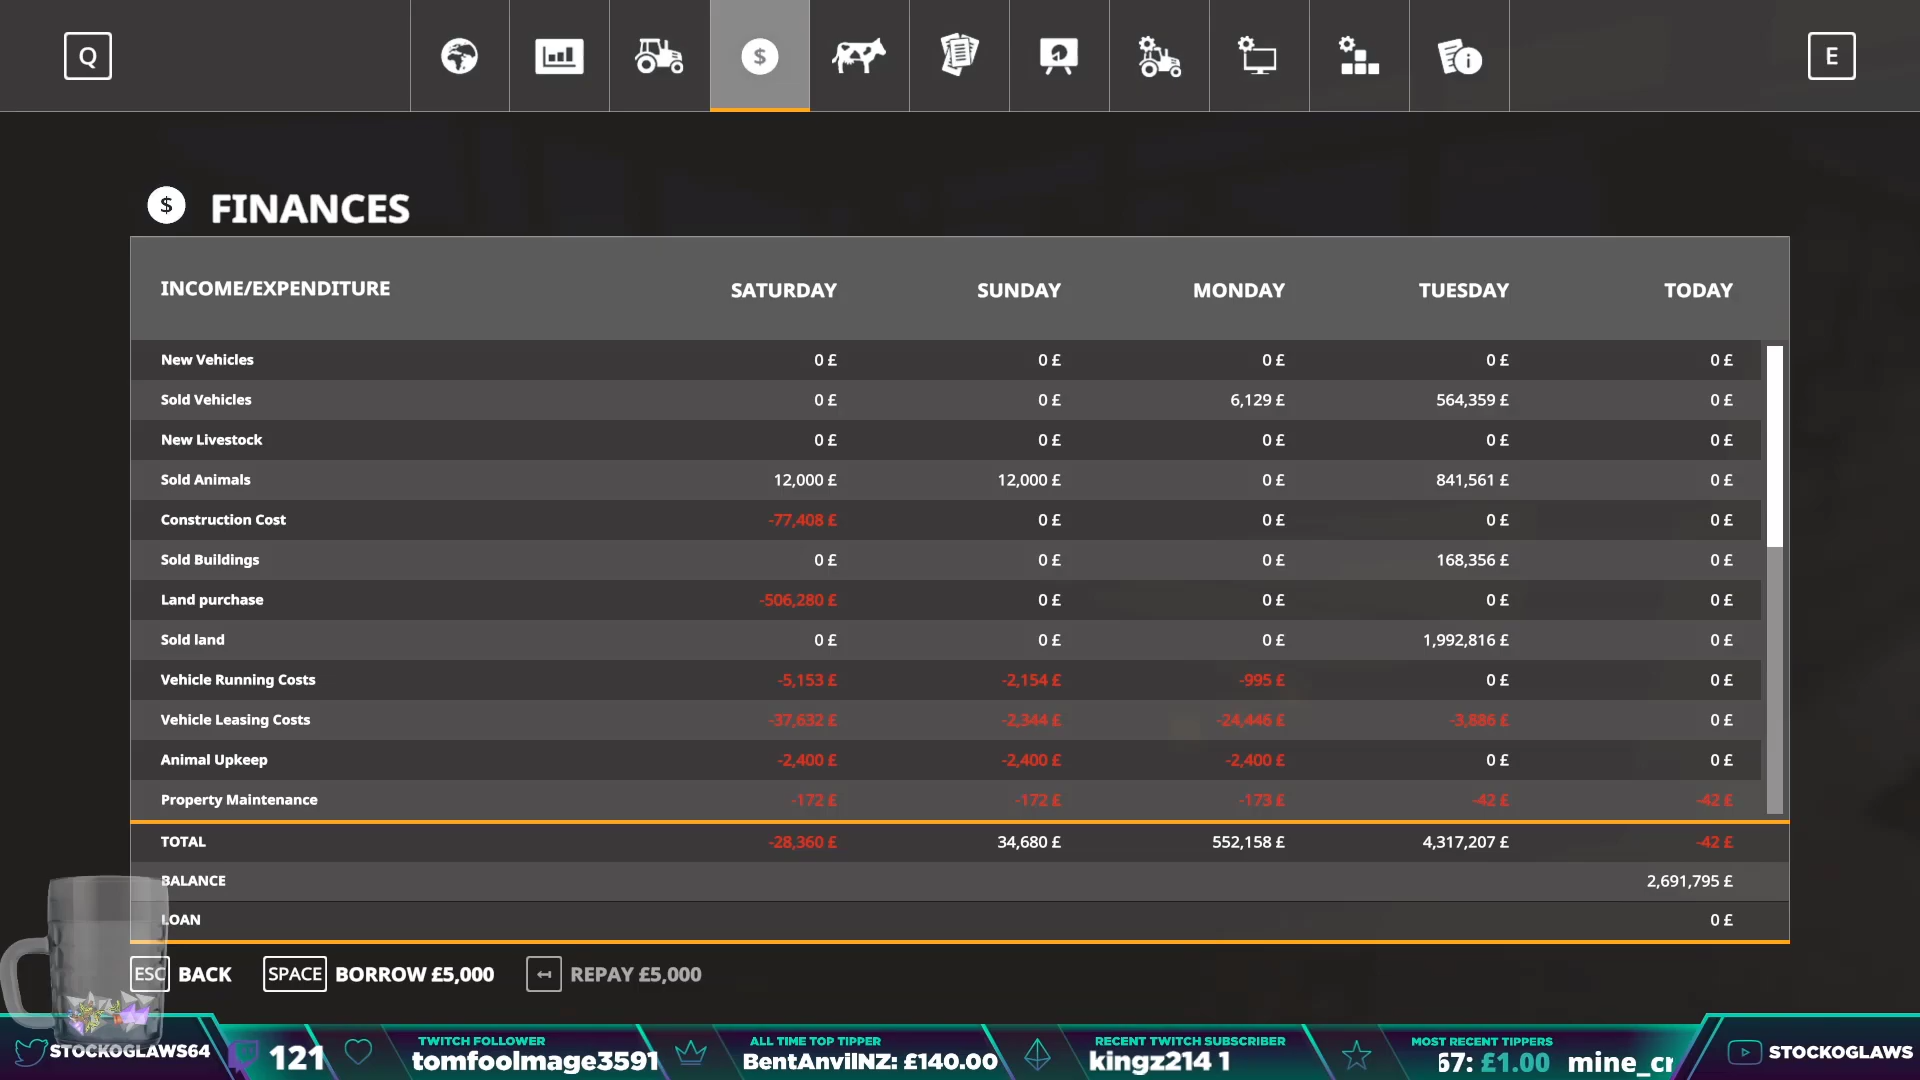 Q
$
E
$ FINANCES
INCOME/EXPENDITURE SATURDAY SUNDAY MONDAY TUESDAY TODAY
New Vehicles 0 £ 0 £ 0 £ 0 £ 0 £
Sold Vehicles 0 £ 0 £ 6,129 £ 564,359 £ 0 £
New Livestock 0 £ 0 £ 0 £ 0 £ 0 £
Sold Animals 12,000 £ 12,000 £ 0 £ 841,561 £ 0 £
Construction Cost -77,408 £ 0 £ 0 £ 0 £ 0 £
Sold Buildings 0 £ 0 £ 0 £ 168,356 £ 0 £
Land purchase -506,280 £ 0 £ 0 £ 0 £ 0 £
Sold land 0 £ 0 £ 0 £ 1,992,816 £ 0 £
Vehicle Running Costs -5,153 £ -2,154 £ -995 £ 0 £ 0 £
Vehicle Leasing Costs -37,632 £ -2,344 £ -24,446 £ -3,886 £ 0 £
Animal Upkeep -2,400 £ -2,400 £ -2,400 £ 0 £ 0 £
Property Maintenance -172 £ -172 £ -173 £ -42 £ -42 £
TOTAL -28,360 £ 34,680 £ 552,158 £ 4,317,207 £ -42 £
BALANCE 2,691,795 £
LOAN 0 £
ESC BACK SPACE BORROW £5,000 REPAY £5,000
TWITCH FOLLOWER ALL TIME TOP TIPPER RECENT TWITCH SUBSCRIBER MOST RECENT TIPPERS
STOCKOGLAWS64 121 tomfoolmage3591 BentAnvilNZ: £140.00 kingz214 1 67: £1.00 mine_cr STOCKOGLAWS